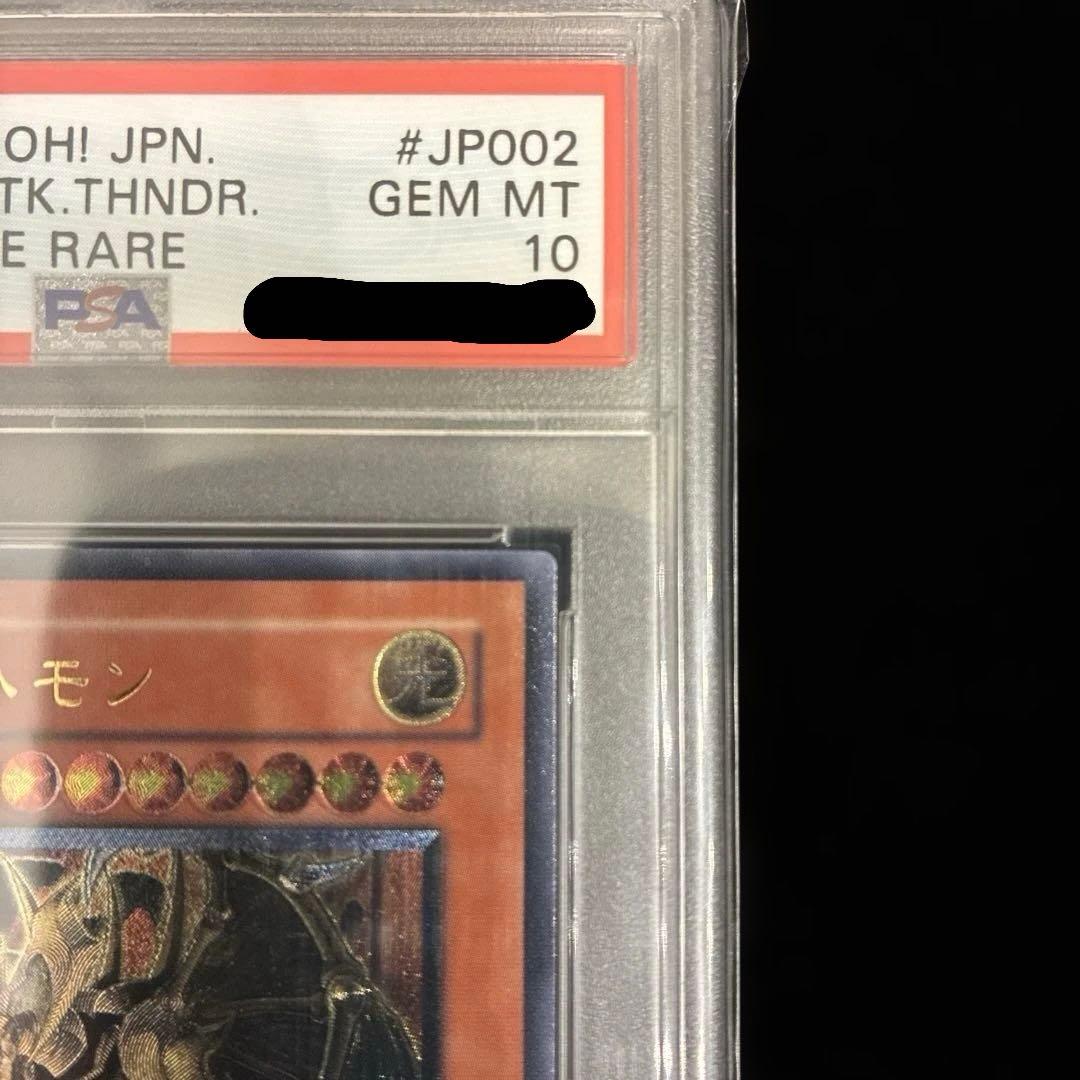 OH! JPN. #JP002
TK.THNDR. GEM MT
E RARE 10
PSA
モン
光